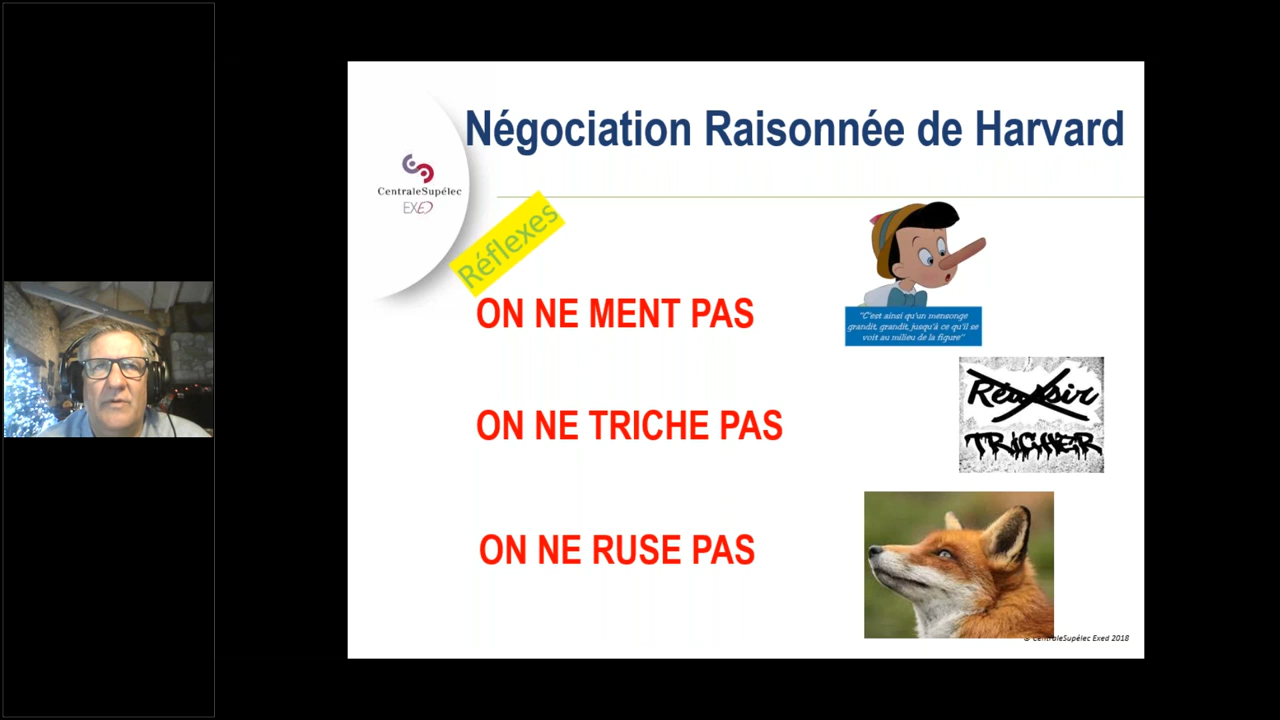 Négociation Raisonnée de Harvard
CentraleSupélec
EXED
Réflexes
ON NE MENT PAS
"C'est ainsi qu'un mensonge
grandit, grandit, jusqu'à ce qu'il se
voit au milieu de la figure"
ON NE TRICHE PAS
Réussir
TRICHER
ON NE RUSE PAS
© CentraleSupélec Exed 2018